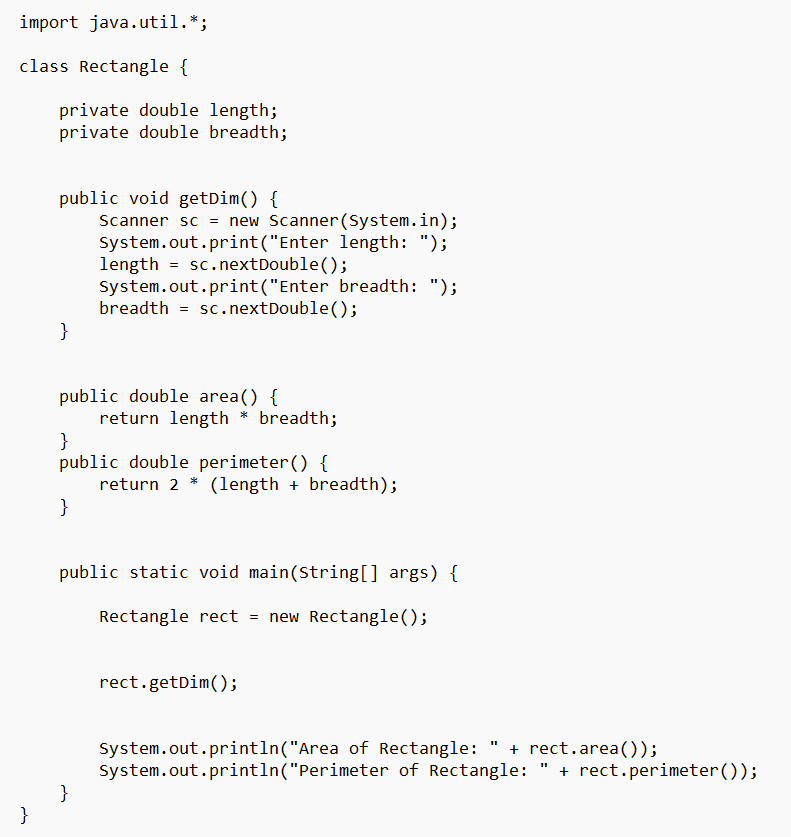 import java.util.*;
class Rectangle {
    private double length;
    private double breadth;
    public void getDim() {
        Scanner sc = new Scanner(System.in);
        System.out.print("Enter length: ");
        length = sc.nextDouble();
        System.out.print("Enter breadth: ");
        breadth = sc.nextDouble();
    }
    public double area() {
        return length * breadth;
    }
    public double perimeter() {
        return 2 * (length + breadth);
    }
    public static void main(String[] args) {
        Rectangle rect = new Rectangle();
        rect.getDim();
        System.out.println("Area of Rectangle: " + rect.area());
        System.out.println("Perimeter of Rectangle: " + rect.perimeter());
    }
}